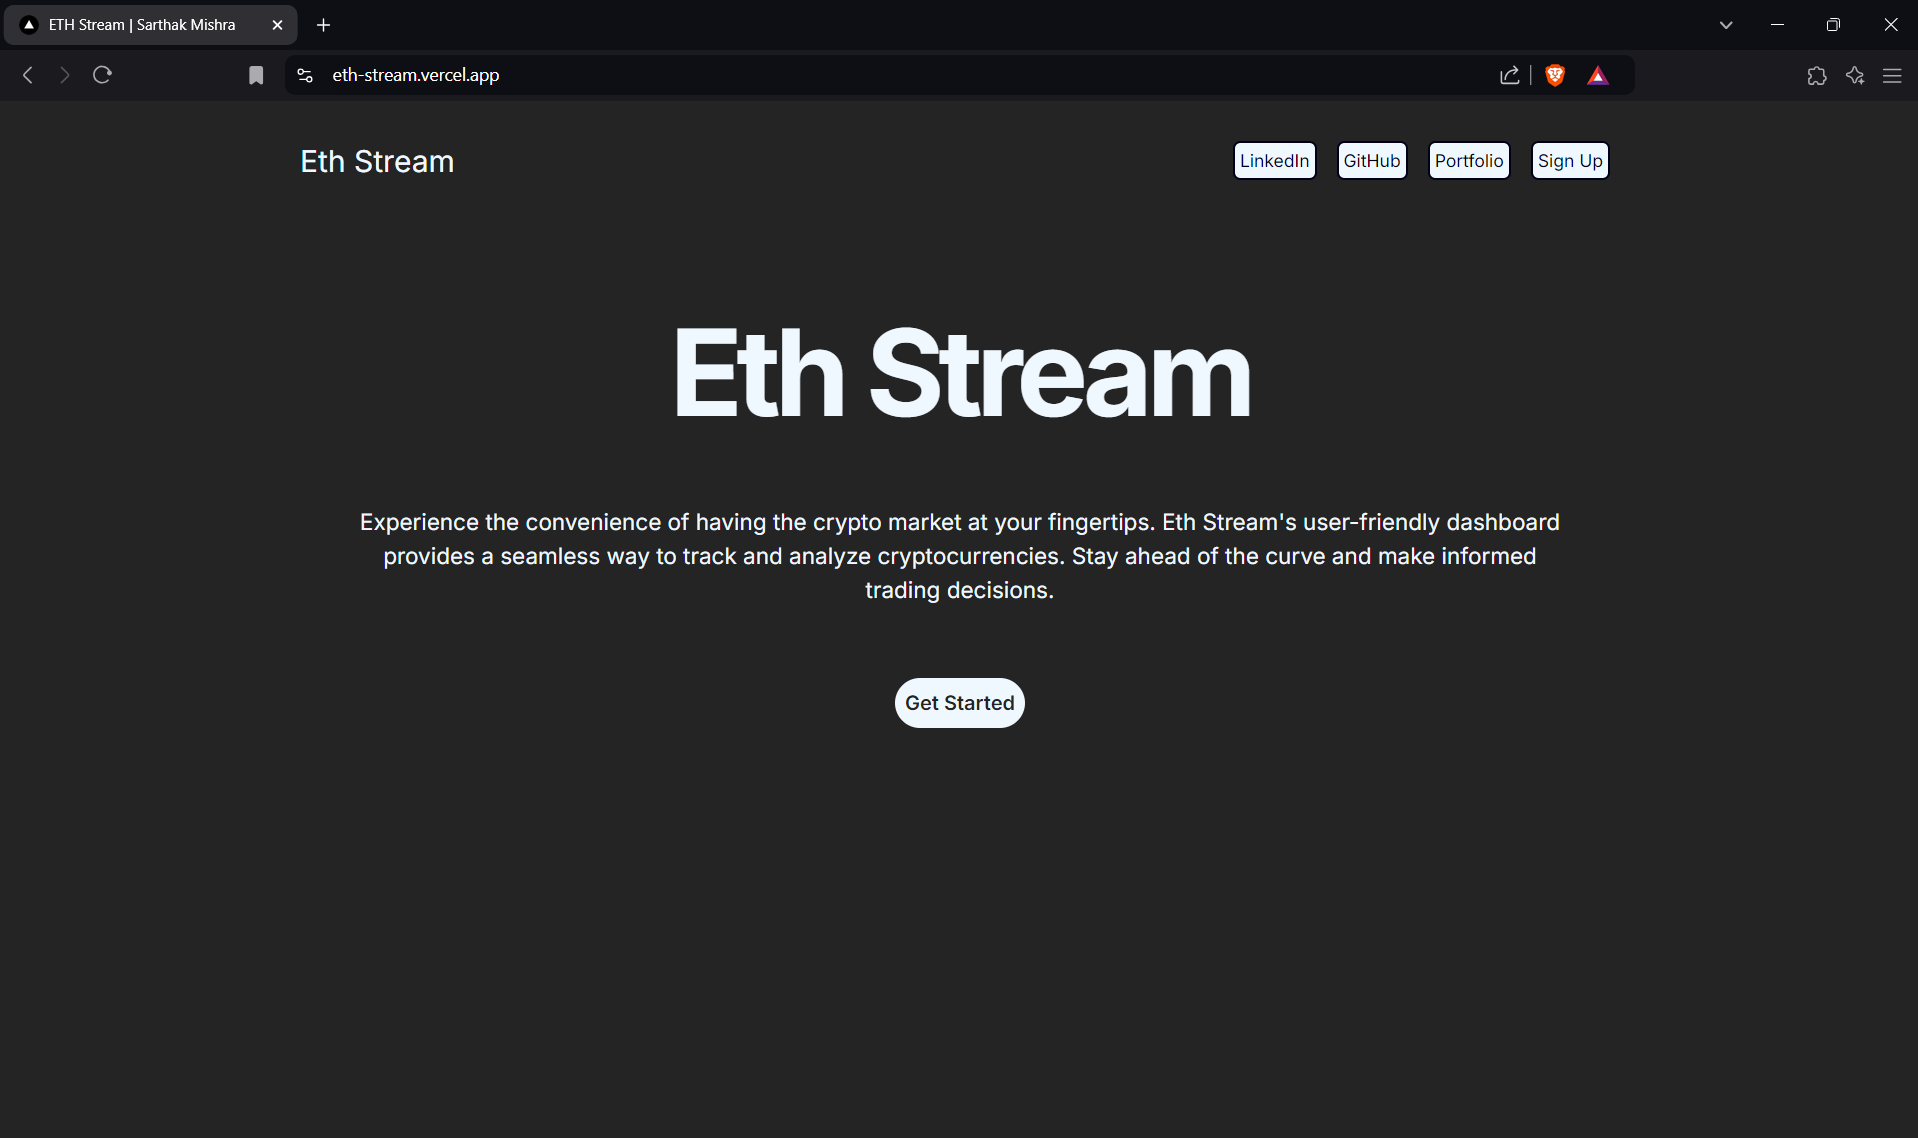 ETH Stream | Sarthak Mishra
eth-stream.vercel.app
Eth Stream
LinkedIn
GitHub
Portfolio
Sign Up
Eth Stream
Experience the convenience of having the crypto market at your fingertips. Eth Stream's user-friendly dashboard
provides a seamless way to track and analyze cryptocurrencies. Stay ahead of the curve and make informed
trading decisions.
Get Started